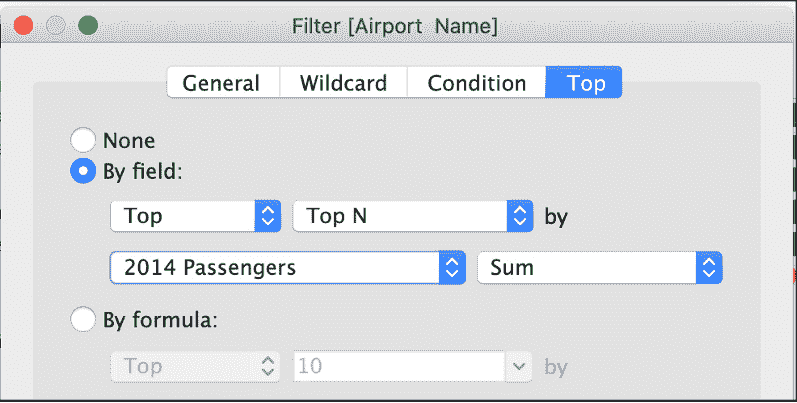 Filter [Airport Name]
General Wildcard Condition Top
None
By field:
Top Top N by
2014 Passengers Sum
By formula:
Top 10 by